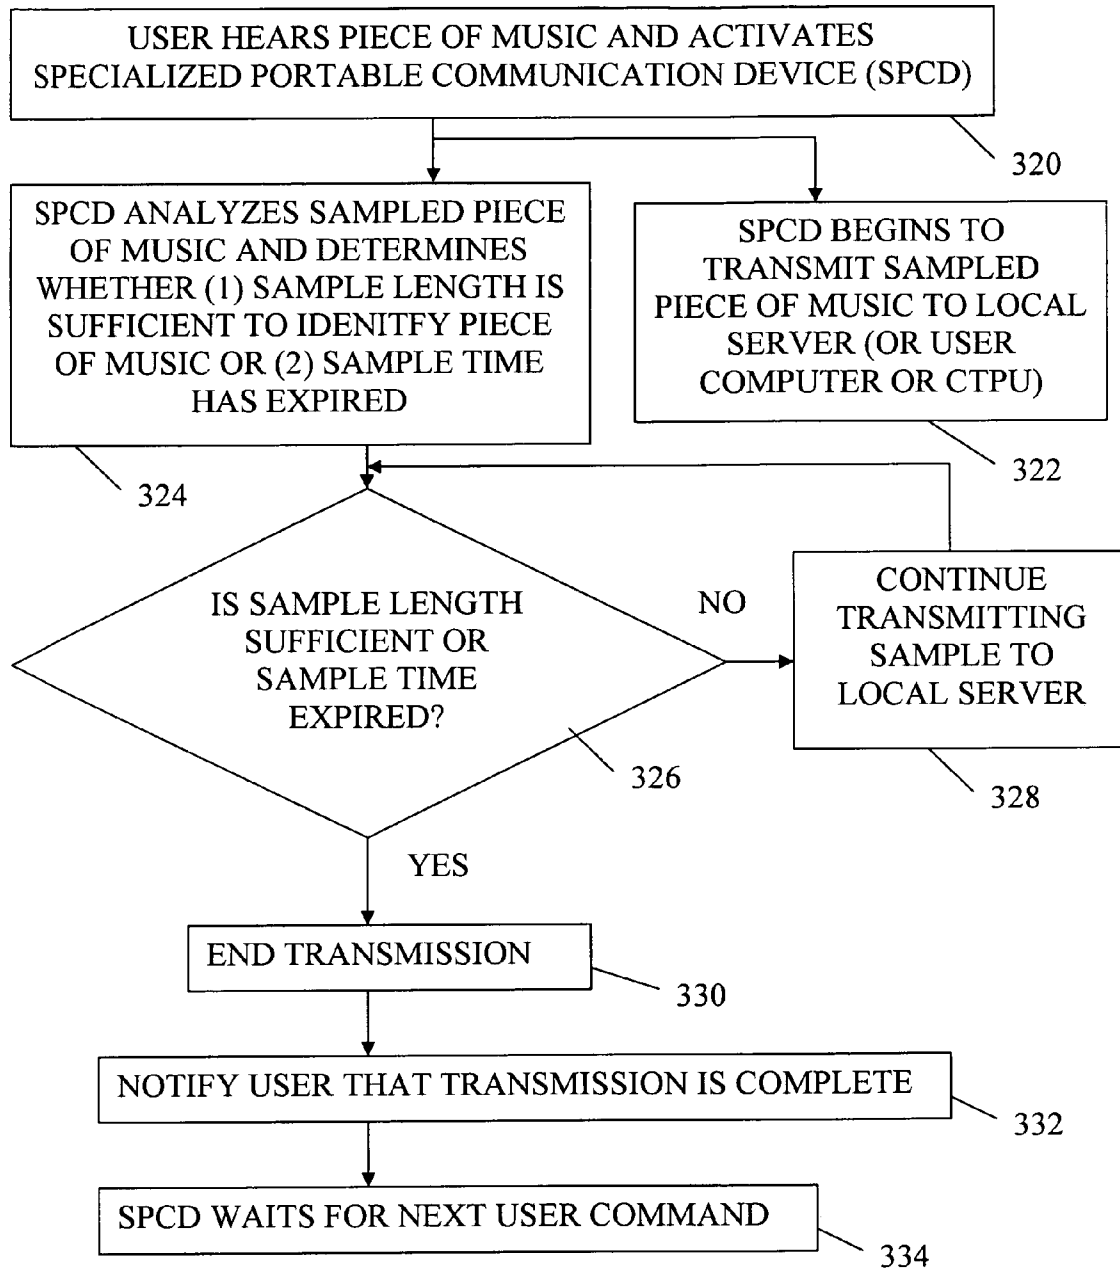 USER HEARS PIECE OF MUSIC AND ACTIVATES
SPECIALIZED PORTABLE COMMUNICATION DEVICE (SPCD)
320
SPCD ANALYZES SAMPLED PIECE
OF MUSIC AND DETERMINES
WHETHER (1) SAMPLE LENGTH IS
SUFFICIENT TO IDENITFY PIECE
OF MUSIC OR (2) SAMPLE TIME
HAS EXPIRED
324
SPCD BEGINS TO
TRANSMIT SAMPLED
PIECE OF MUSIC TO LOCAL
SERVER (OR USER
COMPUTER OR CTPU)
322
IS SAMPLE LENGTH
SUFFICIENT OR
SAMPLE TIME
EXPIRED?
326
NO
CONTINUE
TRANSMITTING
SAMPLE TO
LOCAL SERVER
328
YES
END TRANSMISSION
330
NOTIFY USER THAT TRANSMISSION IS COMPLETE
332
SPCD WAITS FOR NEXT USER COMMAND
334